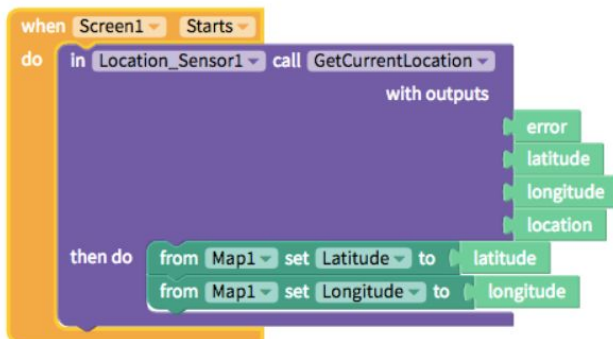 when Screen1 Starts
do in Location_Sensor1 call GetCurrentLocation
with outputs
error
latitude
longitude
location
then do from Map1 set Latitude to latitude
from Map1 set Longitude to longitude